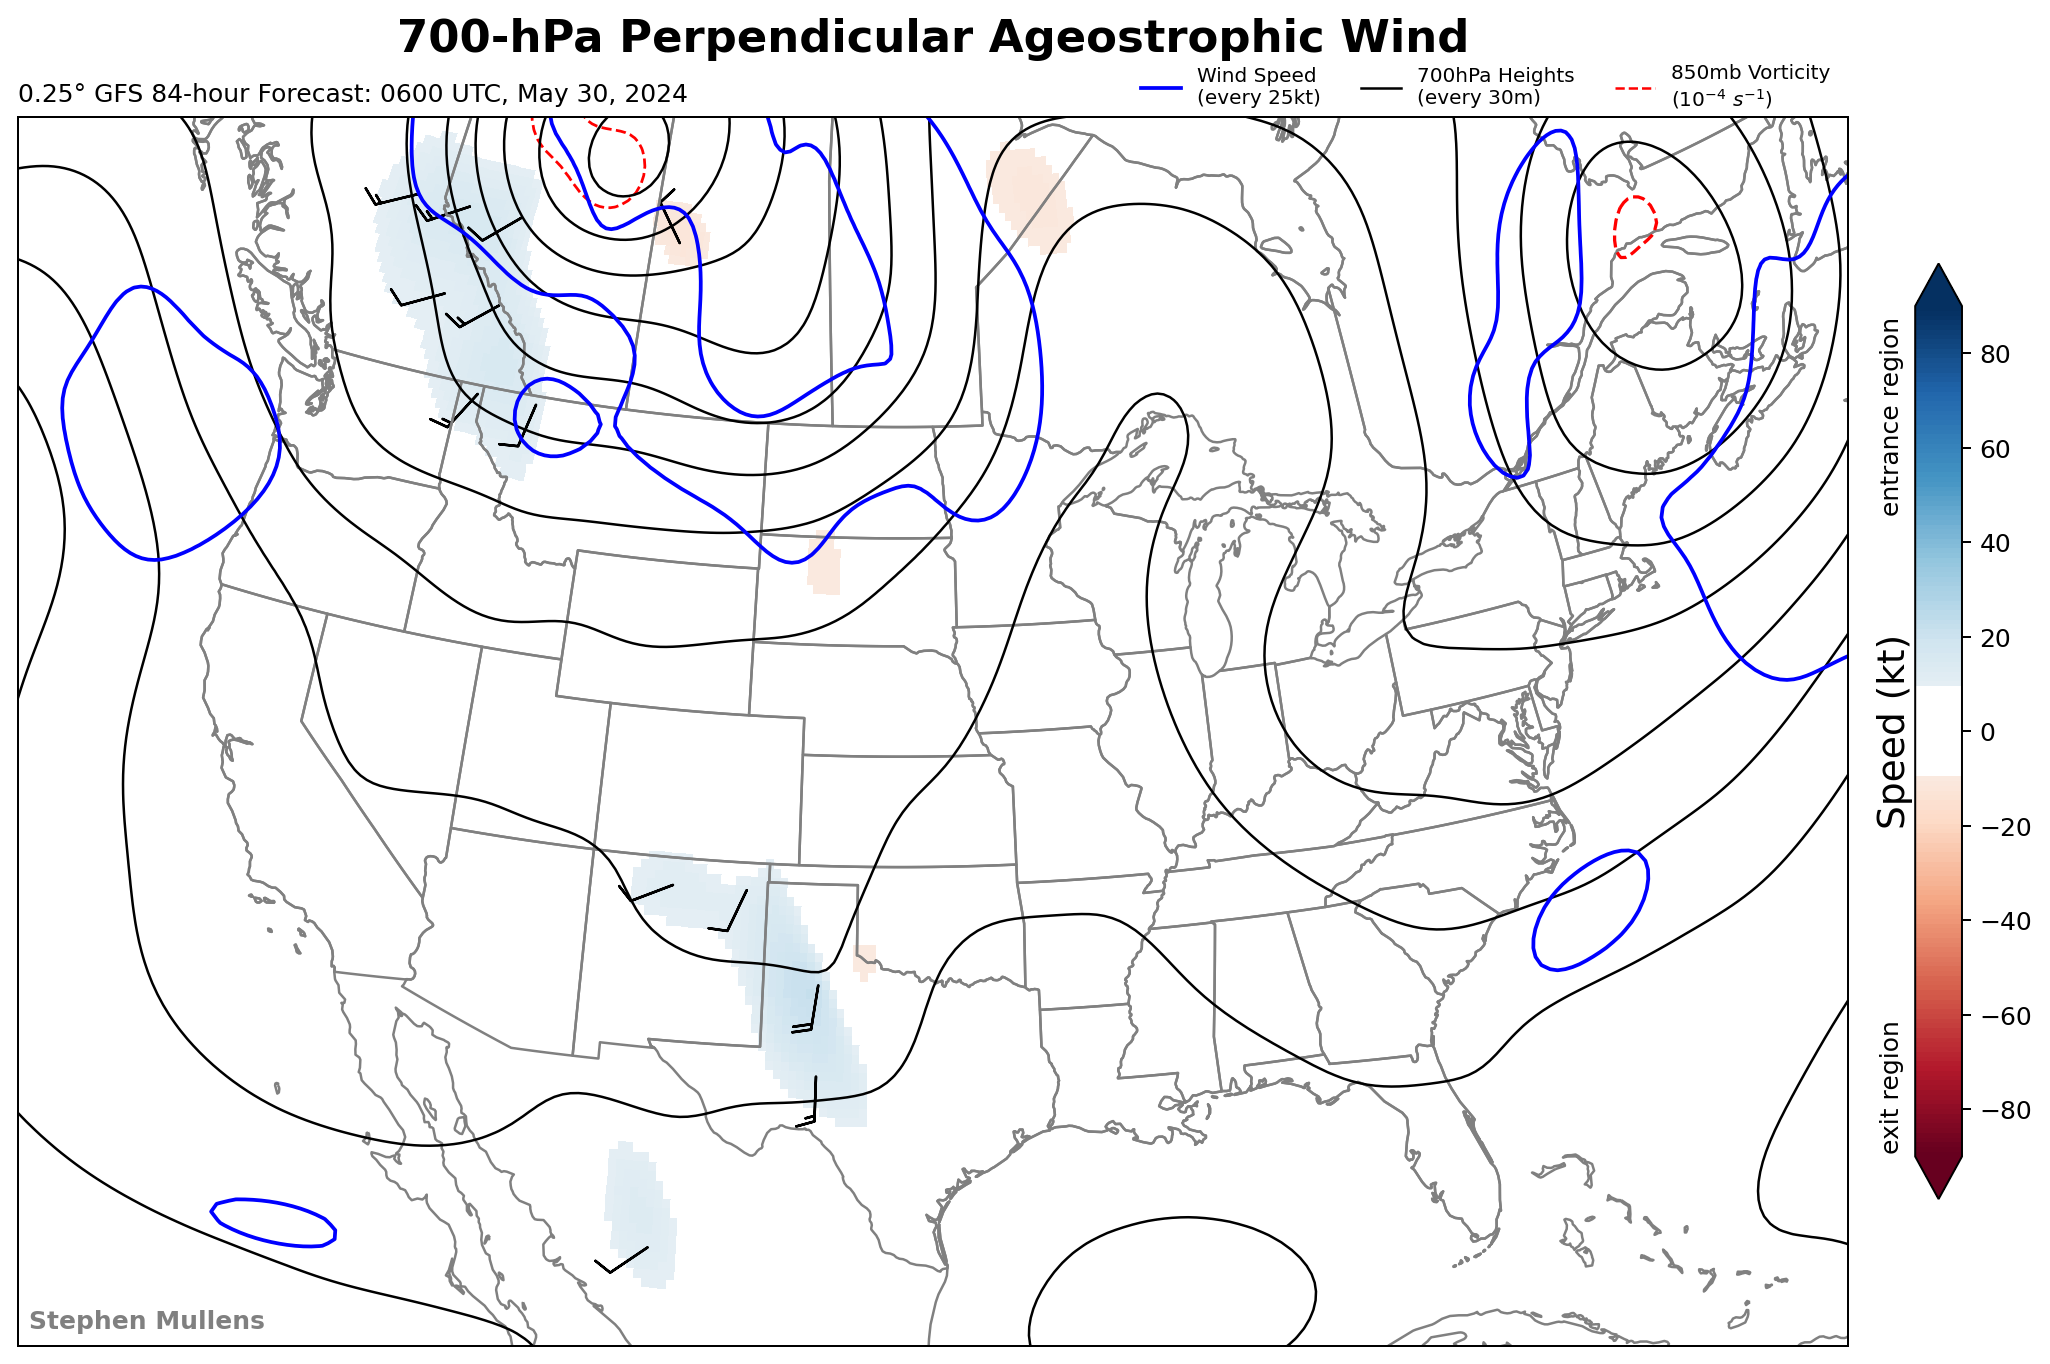 700-hPa Perpendicular Ageostrophic Wind
0.25° GFS 84-hour Forecast: 0600 UTC, May 30, 2024
Wind Speed
(every 25kt)
700hPa Heights
(every 30m)
850mb Vorticity
(10⁻⁴ s⁻¹)
entrance region
Speed (kt)
exit region
80
60
40
20
0
−20
−40
−60
−80
Stephen Mullens